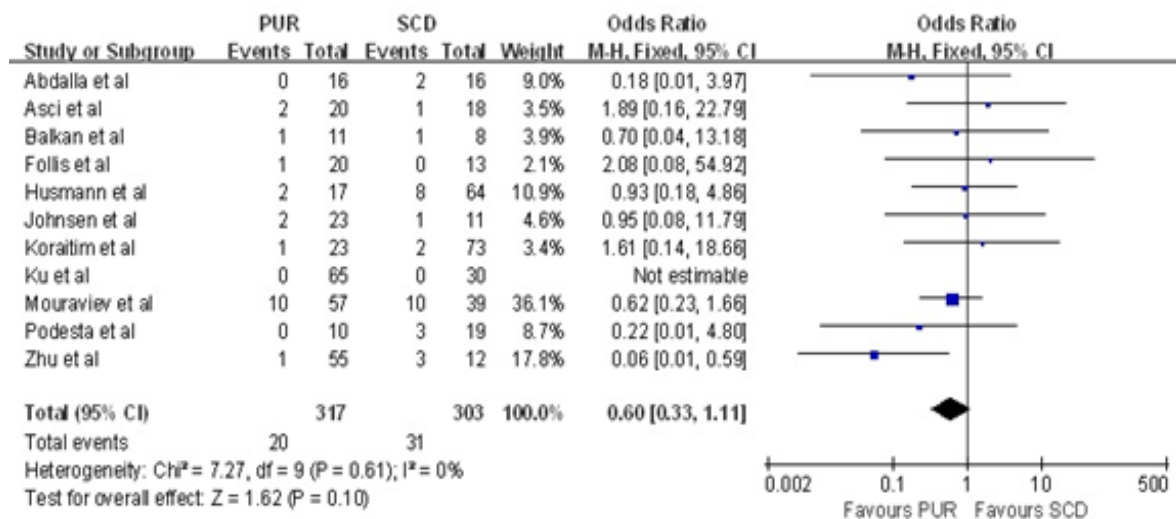 PUR SCD Odds Ratio Odds Ratio
Study or Subgroup Events Total Events Total Weight M-H, Fixed, 95% CI M-H, Fixed, 95% CI
Abdalla et al 0 16 2 16 9.0% 0.18 [0.01, 3.97]
Asci et al 2 20 1 18 3.5% 1.89 [0.16, 22.79]
Balkan et al 1 11 1 8 3.9% 0.70 [0.04, 13.18]
Follis et al 1 20 0 13 2.1% 2.08 [0.08, 54.92]
Husmann et al 2 17 8 64 10.9% 0.93 [0.18, 4.86]
Johnsen et al 2 23 1 11 4.6% 0.95 [0.08, 11.79]
Koraitim et al 1 23 2 73 3.4% 1.61 [0.14, 18.66]
Ku et al 0 65 0 30 Not estimable
Mouraviev et al 10 57 10 39 36.1% 0.62 [0.23, 1.66]
Podesta et al 0 10 3 19 8.7% 0.22 [0.01, 4.80]
Zhu et al 1 55 3 12 17.8% 0.06 [0.01, 0.59]
Total (95% CI) 317 303 100.0% 0.60 [0.33, 1.11]
Total events 20 31
Heterogeneity: Chi² = 7.27, df = 9 (P = 0.61); I² = 0%
Test for overall effect: Z = 1.62 (P = 0.10)
0.002 0.1 1 10 500
Favours PUR Favours SCD